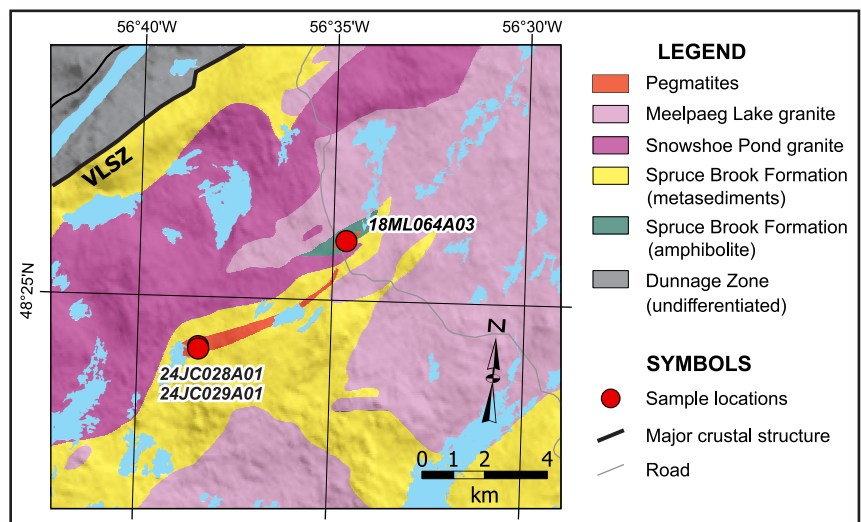 56°40'W
56°35'W
56°30'W
48°25'N
VLSZ
18ML064A03
24JC028A01
24JC029A01
N
0 1 2 4
km
LEGEND
Pegmatites
Meelpaeg Lake granite
Snowshoe Pond granite
Spruce Brook Formation
(metasediments)
Spruce Brook Formation
(amphibolite)
Dunnage Zone
(undifferentiated)
SYMBOLS
Sample locations
Major crustal structure
Road